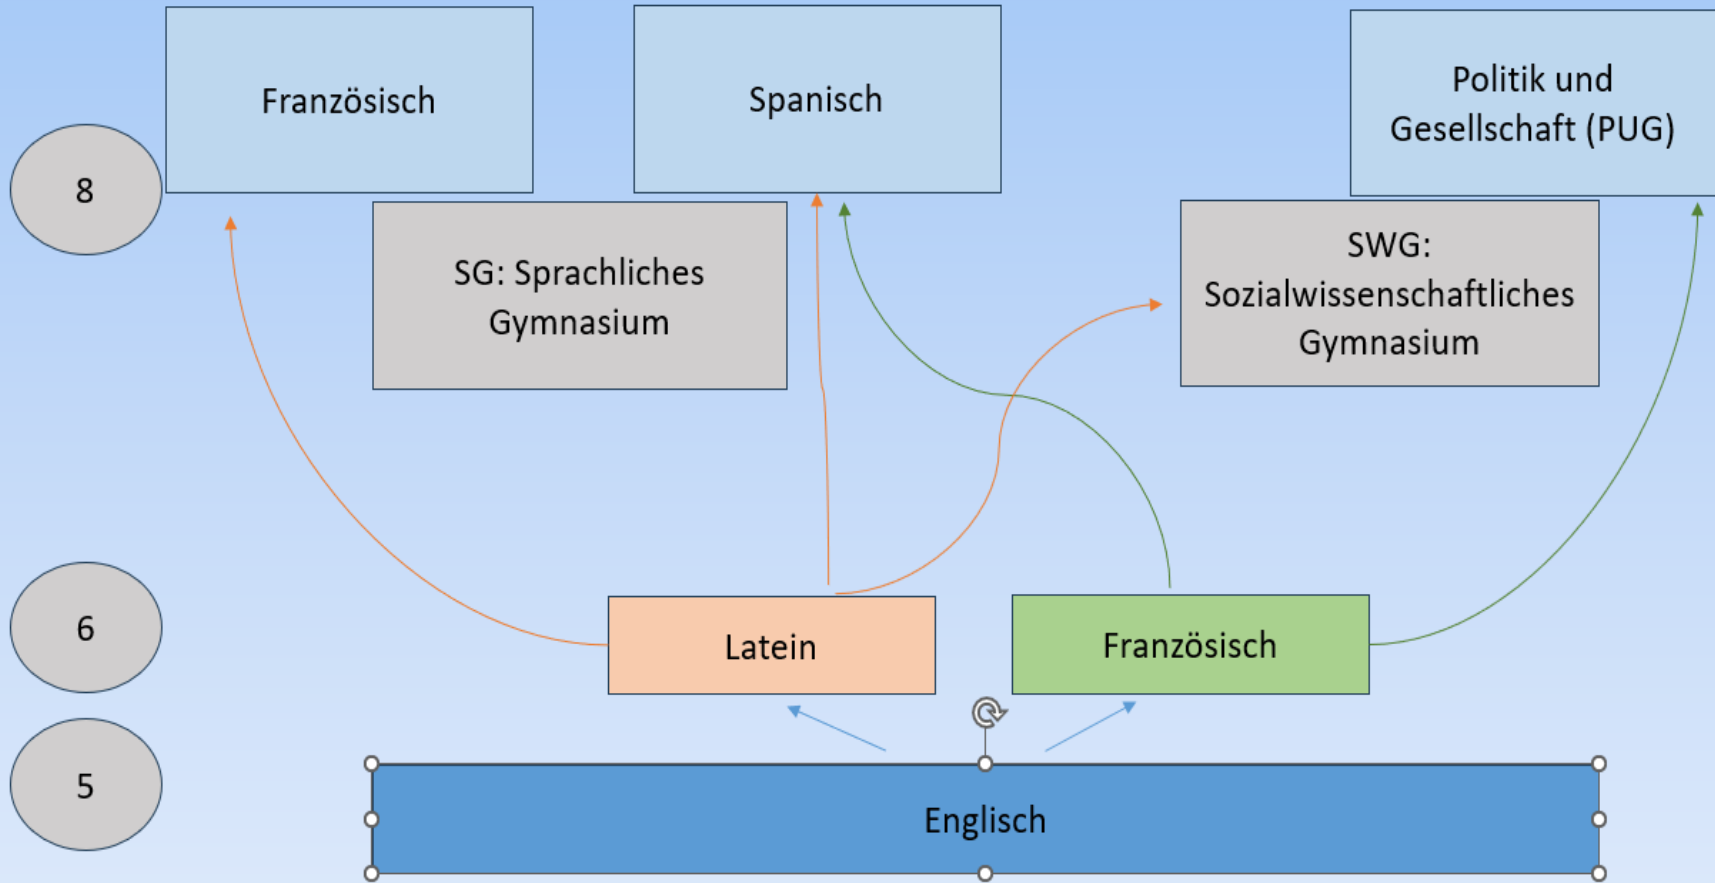 Französisch
Spanisch
Politik und
Gesellschaft (PUG)
8
SG: Sprachliches
Gymnasium
SWG:
Sozialwissenschaftliches
Gymnasium
6
Latein
Französisch
5
Englisch